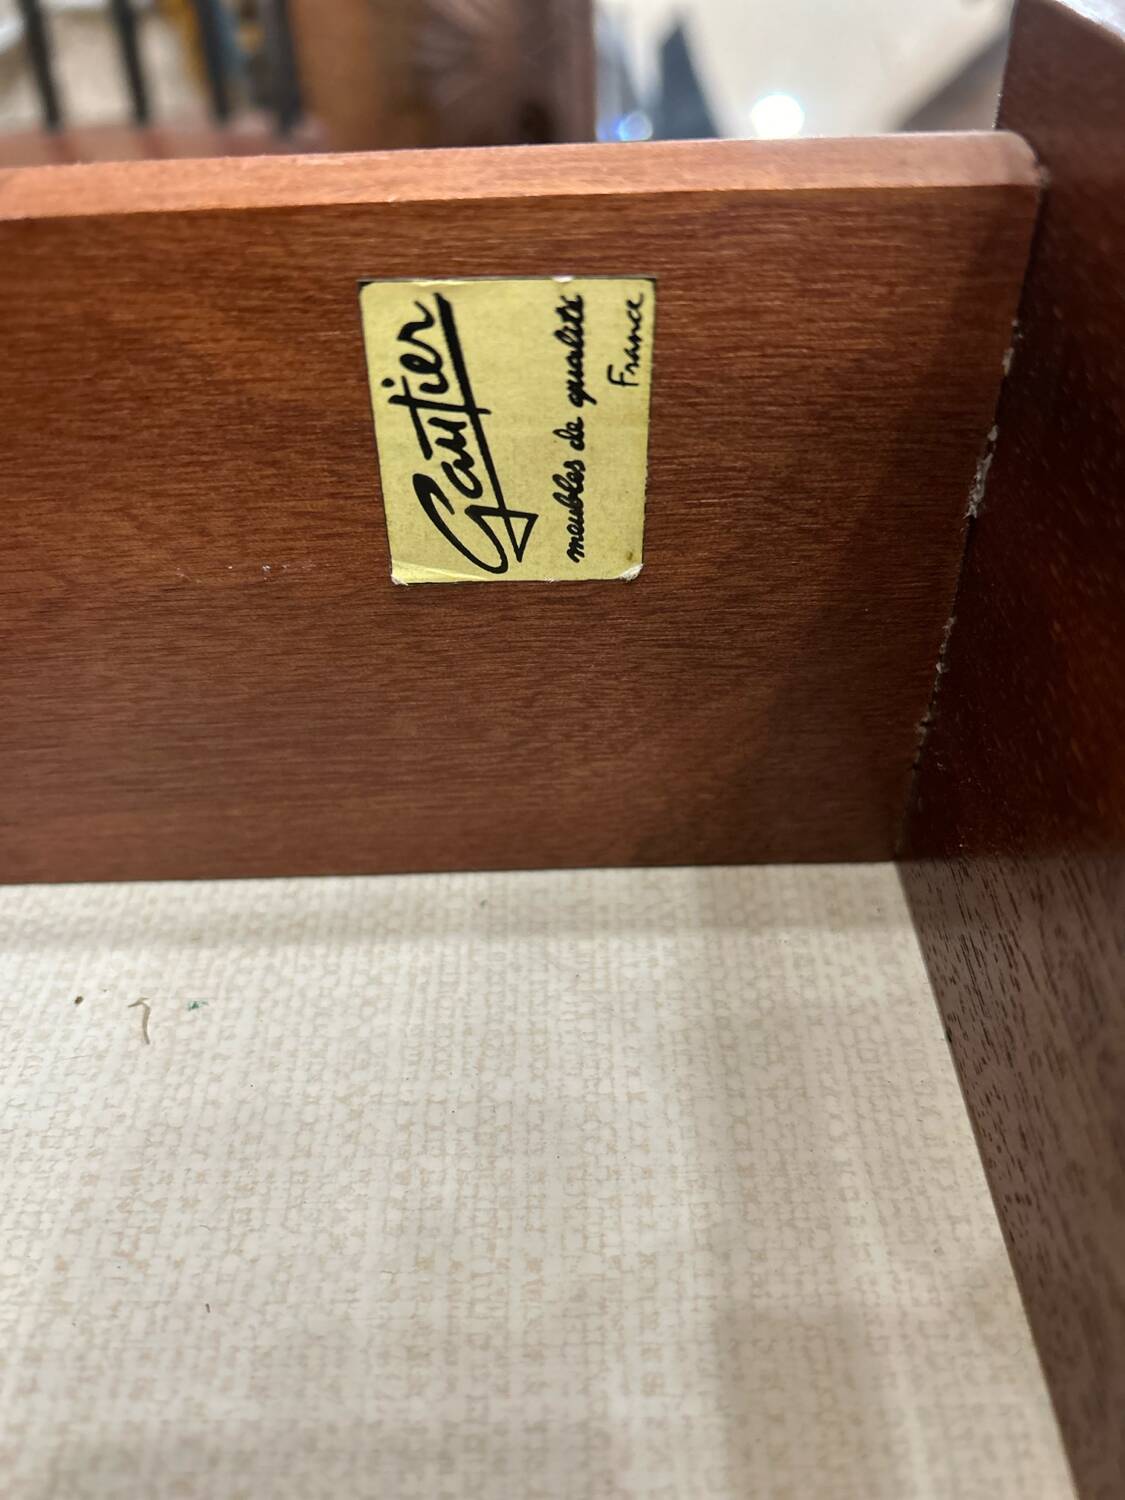 Gautier
meubles de qualité
France